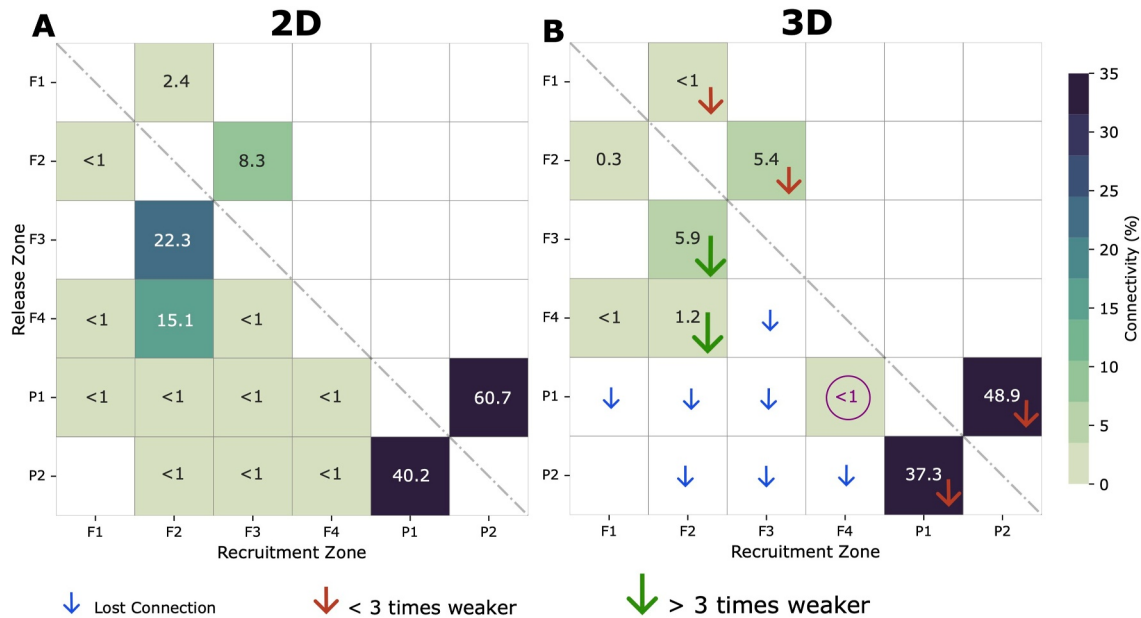 A 2D
B 3D
F1 2.4
F2 <1 8.3
F3 22.3
F4 <1 15.1 <1
P1 <1 <1 <1 <1 60.7
P2 <1 <1 <1 40.2
F1 F2 F3 F4 P1 P2
Recruitment Zone
Release Zone
F1 <1
F2 0.3 5.4
F3 5.9
F4 <1 1.2
P1 <1 48.9
P2 37.3
F1 F2 F3 F4 P1 P2
Recruitment Zone
35
30
25
20
15
10
5
0
Connectivity (%)
Lost Connection
< 3 times weaker
> 3 times weaker